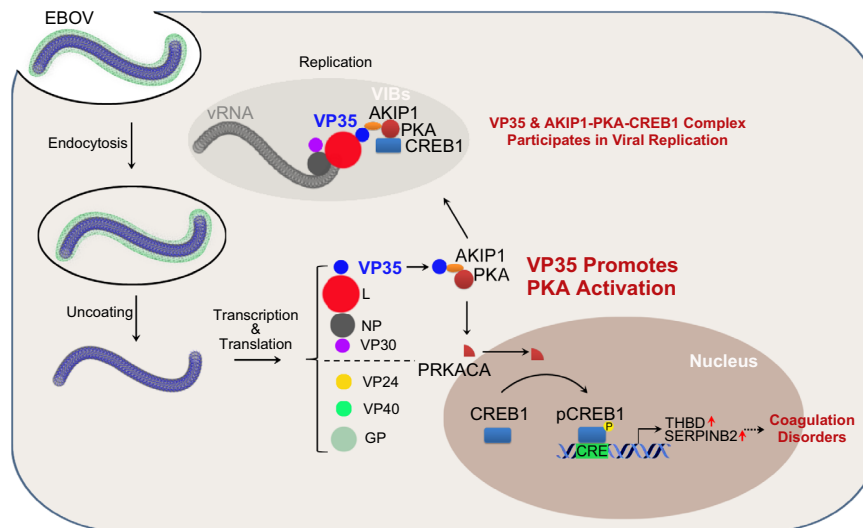 EBOV
Endocytosis
Uncoating
Transcription
&
Translation
Replication
VIBs
vRNA
VP35
AKIP1
PKA
CREB1
VP35 & AKIP1-PKA-CREB1 Complex
Participates in Viral Replication
VP35
L
NP
VP30
VP24
VP40
GP
AKIP1
PKA
VP35 Promotes
PKA Activation
PRKACA
Nucleus
CREB1
pCREB1
P
CRE
THBD
SERPINB2
Coagulation
Disorders